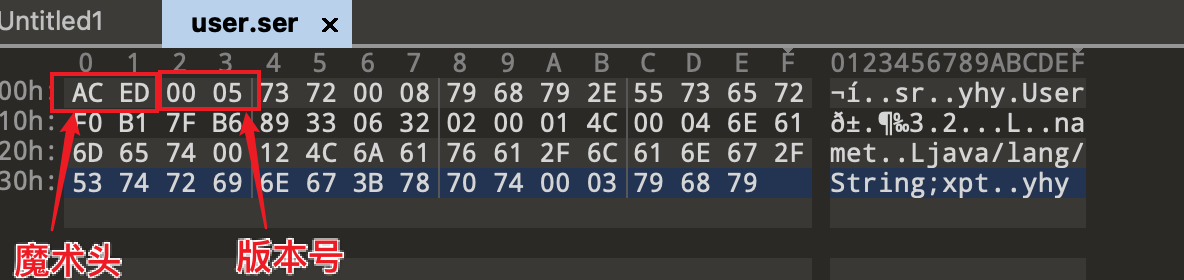 Untitled1 user.ser ×
0 1 2 3 4 5 6 7 8 9 A B C D E F 0123456789ABCDEF
00h: AC ED 00 05 73 72 00 08 79 68 79 2E 55 73 65 72 ¬í..sr..yhy.User
10h: F0 B1 7F B6 89 33 06 32 02 00 01 4C 00 04 6E 61 ð±.¶‰3.2...L..na
20h: 6D 65 74 00 12 4C 6A 61 76 61 2F 6C 61 6E 67 2F met..Ljava/lang/
30h: 53 74 72 69 6E 67 3B 78 70 74 00 03 79 68 79 String;xpt..yhy
魔术头 版本号